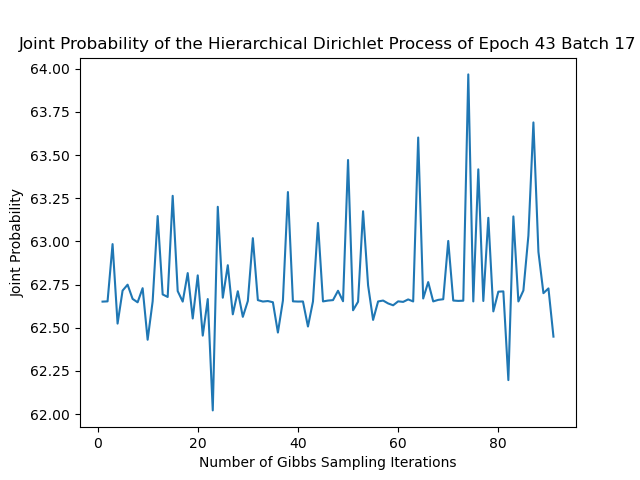 Joint Probability of the Hierarchical Dirichlet Process of Epoch 43 Batch 17
64.00
63.75
63.50
63.25
63.00
62.75
62.50
62.25
62.00
Joint Probability
0 20 40 60 80
Number of Gibbs Sampling Iterations